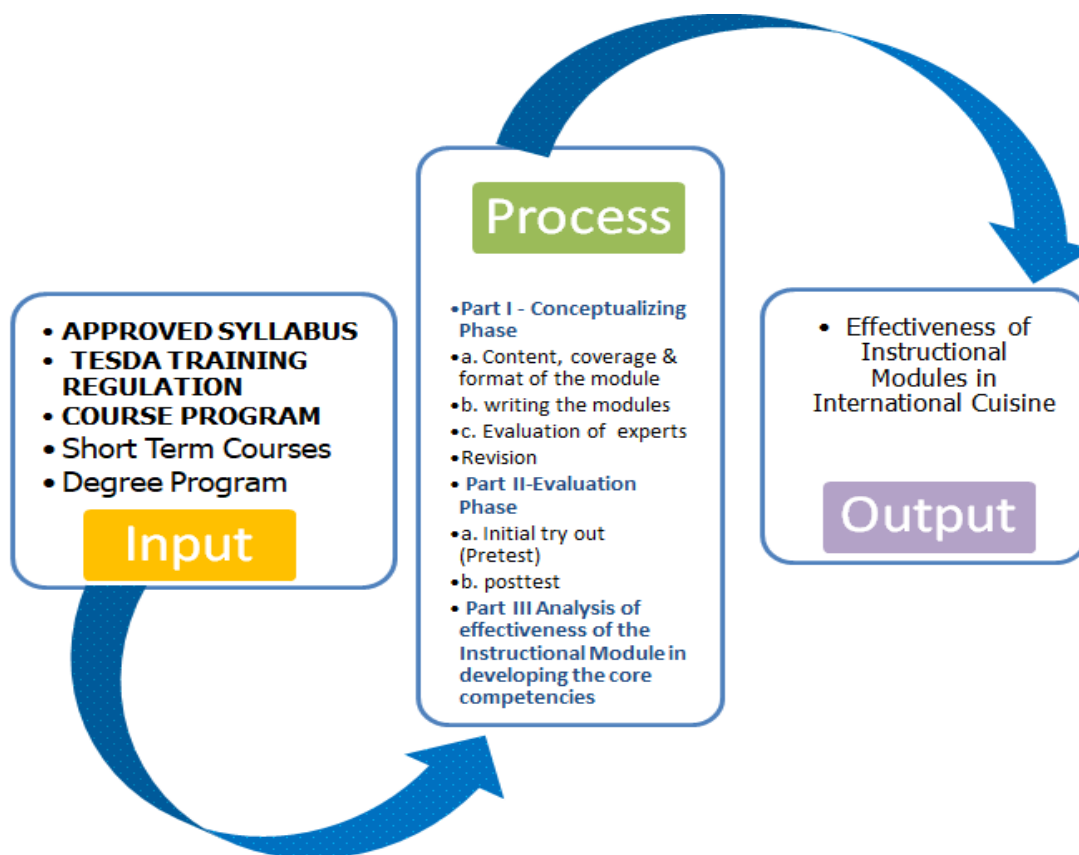 • APPROVED SYLLABUS
• TESDA TRAINING
REGULATION
• COURSE PROGRAM
• Short Term Courses
• Degree Program
Input
Process
•Part I - Conceptualizing
Phase
•a. Content, coverage &
format of the module
•b. writing the modules
•c. Evaluation of experts
•Revision
• Part II-Evaluation
Phase
•a. Initial try out
(Pretest)
•b. posttest
• Part III Analysis of
effectiveness of the
Instructional Module in
developing the core
competencies
• Effectiveness of
Instructional
Modules in
International Cuisine
Output